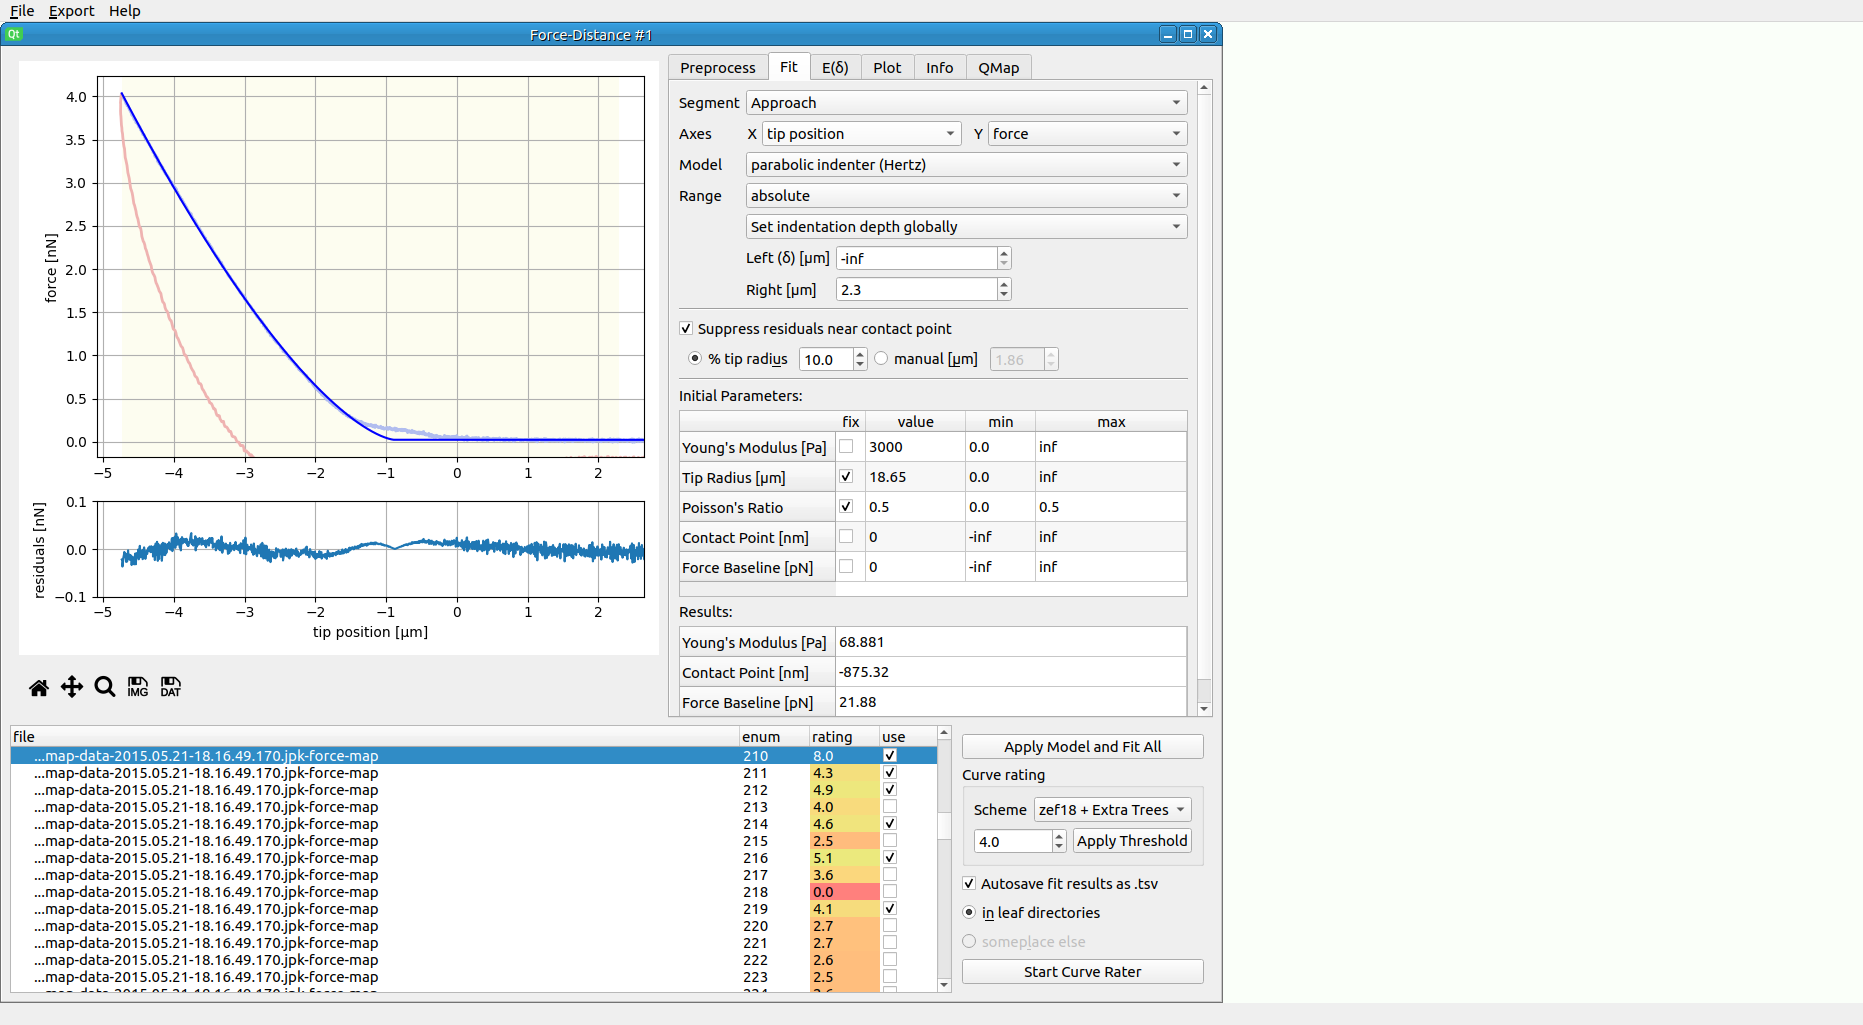 File Export Help
Qt Force-Distance #1
4.0
3.5
3.0
2.5
2.0
1.5
1.0
0.5
0.0
force [nN]
−5 −4 −3 −2 −1 0 1 2
0.1
0.0
−0.1
residuals [nN]
−5 −4 −3 −2 −1 0 1 2
tip position [µm]
IMG DAT
Preprocess Fit E(δ) Plot Info QMap
Segment Approach
Axes X tip position Y force
Model parabolic indenter (Hertz)
Range absolute
Set indentation depth globally
Left (δ) [µm] -inf
Right [µm] 2.3
Suppress residuals near contact point
% tip radius 10.0 manual [µm] 1.86
Initial Parameters:
fix value min max
Young's Modulus [Pa] 3000 0.0 inf
Tip Radius [µm] 18.65 0.0 inf
Poisson's Ratio 0.5 0.0 0.5
Contact Point [nm] 0 -inf inf
Force Baseline [pN] 0 -inf inf
Results:
Young's Modulus [Pa] 68.881
Contact Point [nm] -875.32
Force Baseline [pN] 21.88
file enum rating use
...map-data-2015.05.21-18.16.49.170.jpk-force-map 210 8.0
...map-data-2015.05.21-18.16.49.170.jpk-force-map 211 4.3
...map-data-2015.05.21-18.16.49.170.jpk-force-map 212 4.9
...map-data-2015.05.21-18.16.49.170.jpk-force-map 213 4.0
...map-data-2015.05.21-18.16.49.170.jpk-force-map 214 4.6
...map-data-2015.05.21-18.16.49.170.jpk-force-map 215 2.5
...map-data-2015.05.21-18.16.49.170.jpk-force-map 216 5.1
...map-data-2015.05.21-18.16.49.170.jpk-force-map 217 3.6
...map-data-2015.05.21-18.16.49.170.jpk-force-map 218 0.0
...map-data-2015.05.21-18.16.49.170.jpk-force-map 219 4.1
...map-data-2015.05.21-18.16.49.170.jpk-force-map 220 2.7
...map-data-2015.05.21-18.16.49.170.jpk-force-map 221 2.7
...map-data-2015.05.21-18.16.49.170.jpk-force-map 222 2.6
...map-data-2015.05.21-18.16.49.170.jpk-force-map 223 2.5
Apply Model and Fit All
Curve rating
Scheme zef18 + Extra Trees
4.0 Apply Threshold
Autosave fit results as .tsv
in leaf directories
someplace else
Start Curve Rater